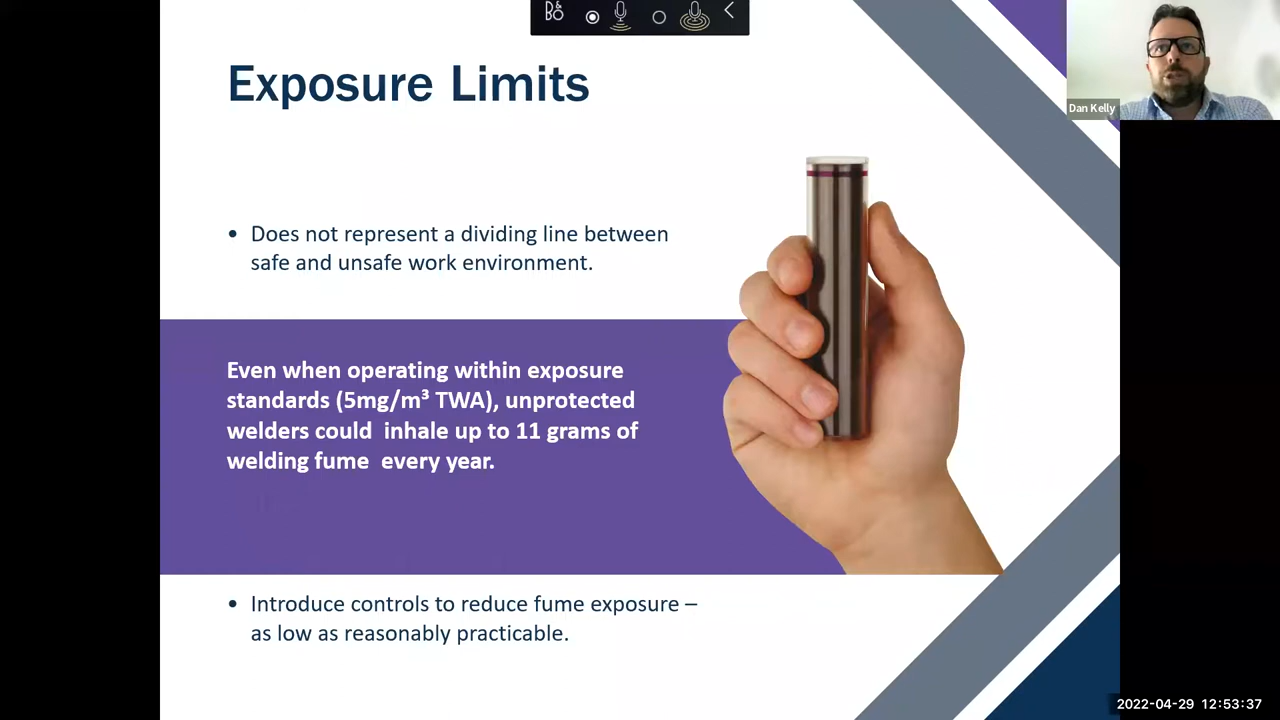 B&O
Exposure Limits
Dan Kelly
• Does not represent a dividing line between
safe and unsafe work environment.
Even when operating within exposure
standards (5mg/m³ TWA), unprotected
welders could  inhale up to 11 grams of
welding fume  every year.
• Introduce controls to reduce fume exposure –
as low as reasonably practicable.
2022-04-29 12:53:37